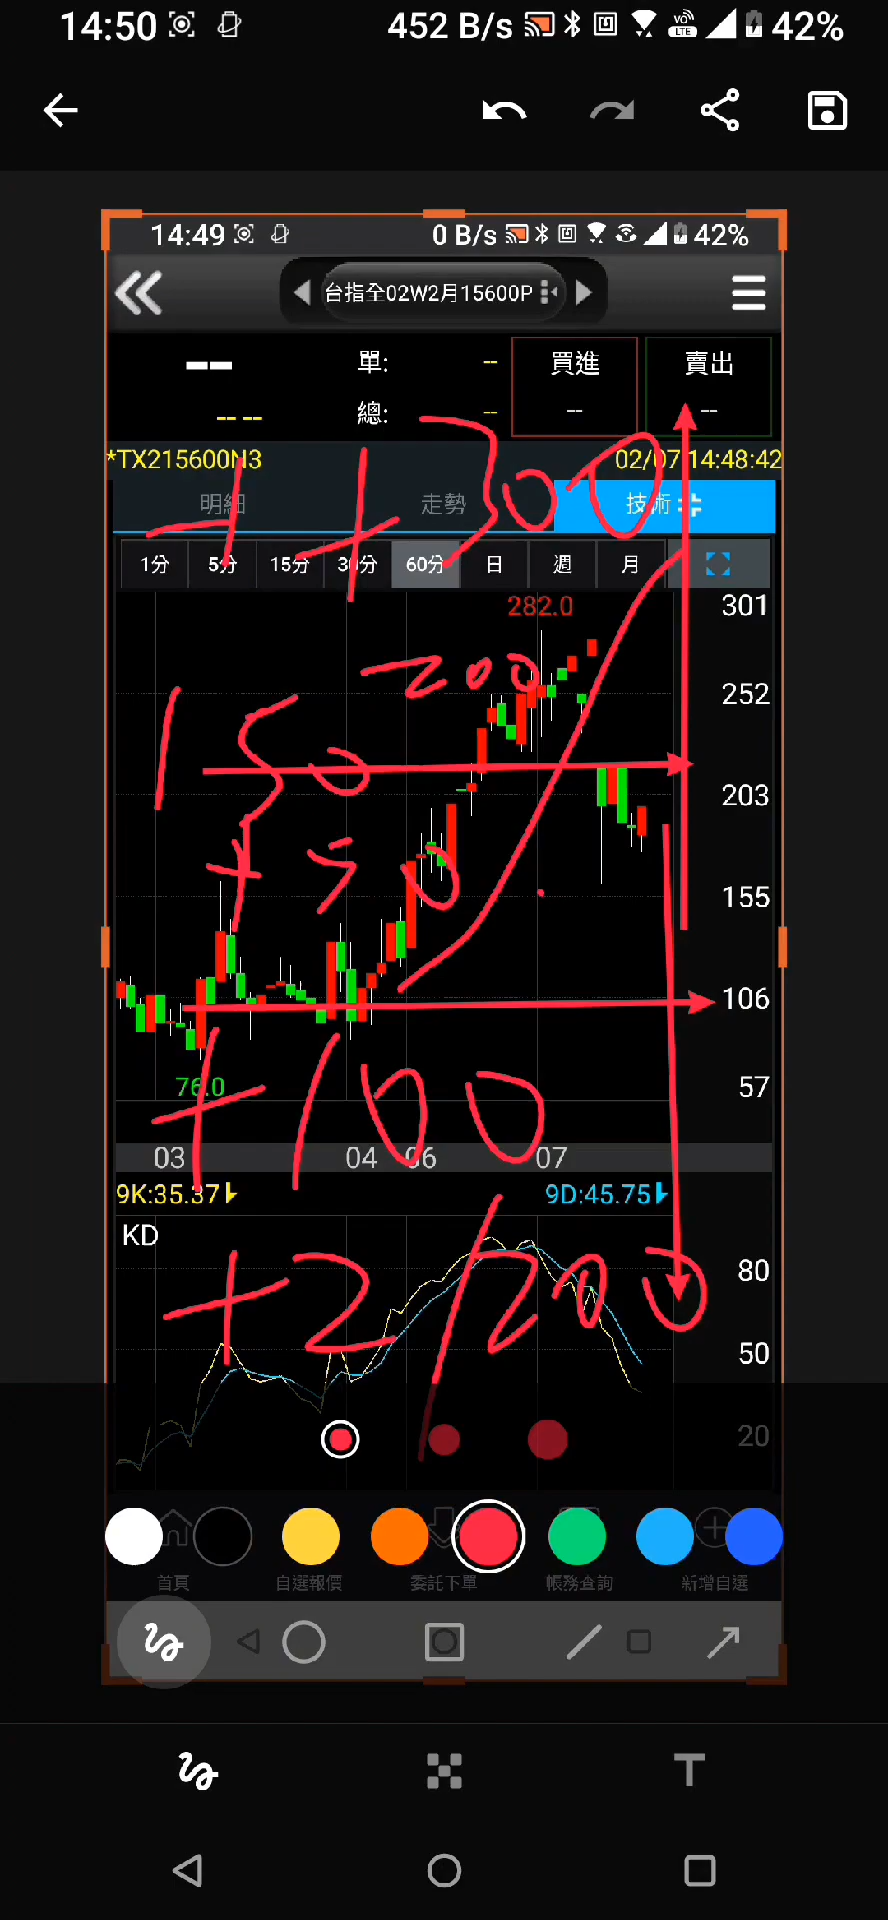 14:50 452 B/s VO LTE 42%
14:49 0 B/s 42%
台指全02W2月15600P
-- 單: -- 買進 賣出
-- -- 總: -- -- --
*TX215600N3 02/07 14:48:42
明細 走勢 技術
+300
1分 5分 15分 30分 60分 日 週 月
282.0 301
200
252
150
203
+50
155
106
76.0 57
+100
03 04 06 07
9K:35.37 9D:45.75
KD
80
+2/200
50
20
首頁 自選報價 委託下單 帳務查詢 新增自選
T